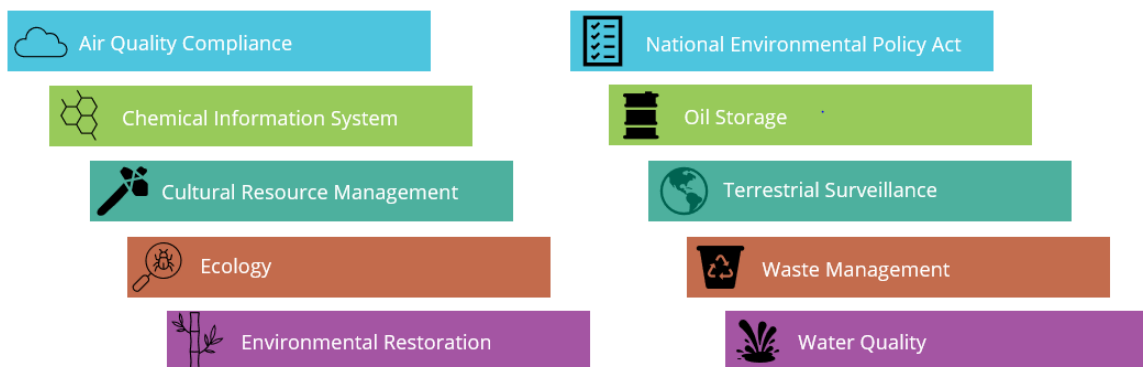 Air Quality Compliance
Chemical Information System
Cultural Resource Management
Ecology
Environmental Restoration
National Environmental Policy Act
Oil Storage
Terrestrial Surveillance
Waste Management
Water Quality